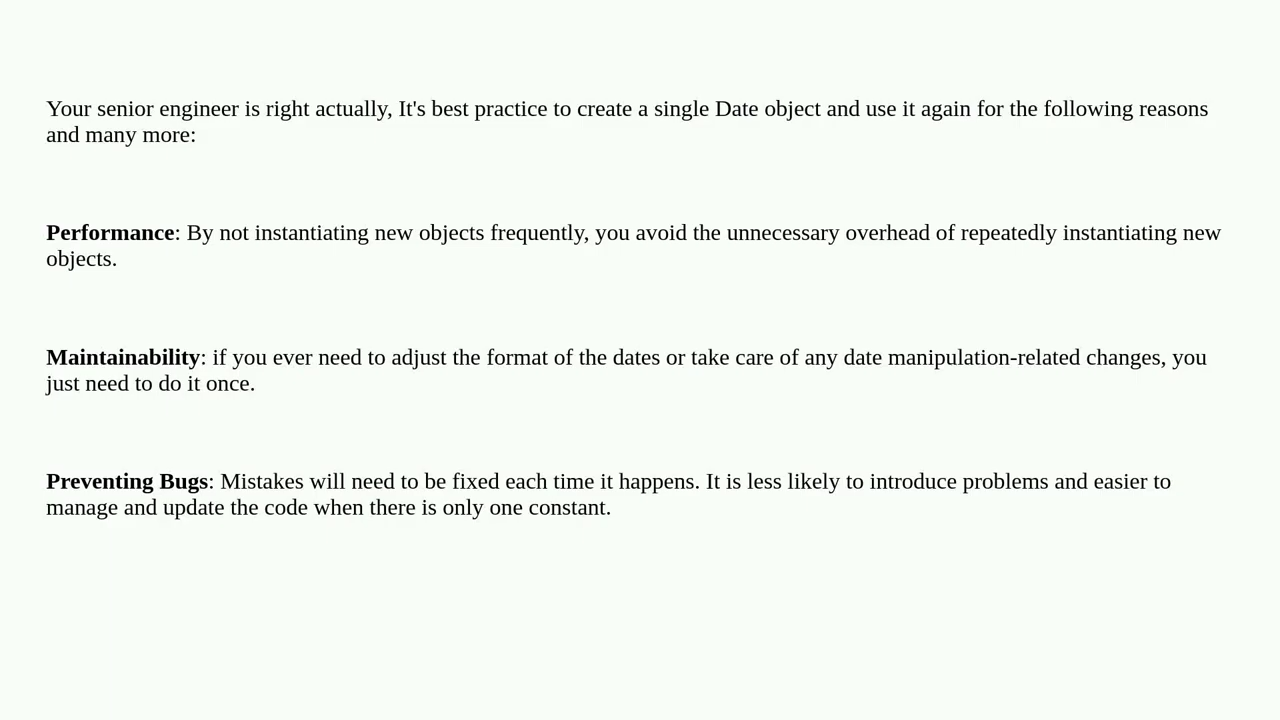 Your senior engineer is right actually, It's best practice to create a single Date object and use it again for the following reasons
and many more:
Performance: By not instantiating new objects frequently, you avoid the unnecessary overhead of repeatedly instantiating new
objects.
Maintainability: if you ever need to adjust the format of the dates or take care of any date manipulation-related changes, you
just need to do it once.
Preventing Bugs: Mistakes will need to be fixed each time it happens. It is less likely to introduce problems and easier to
manage and update the code when there is only one constant.